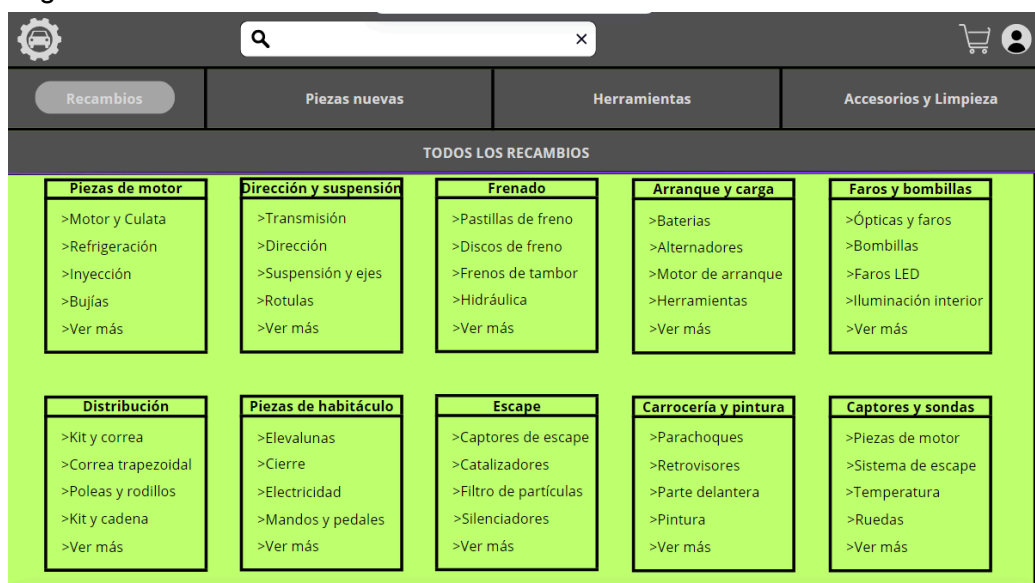 Recambios
Piezas nuevas
Herramientas
Accesorios y Limpieza
TODOS LOS RECAMBIOS
Piezas de motor
>Motor y Culata
>Refrigeración
>Inyección
>Bujías
>Ver más
Dirección y suspensión
>Transmisión
>Dirección
>Suspensión y ejes
>Rotulas
>Ver más
Frenado
>Pastillas de freno
>Discos de freno
>Frenos de tambor
>Hidráulica
>Ver más
Arranque y carga
>Baterias
>Alternadores
>Motor de arranque
>Herramientas
>Ver más
Faros y bombillas
>Ópticas y faros
>Bombillas
>Faros LED
>Iluminación interior
>Ver más
Distribución
>Kit y correa
>Correa trapezoidal
>Poleas y rodillos
>Kit y cadena
>Ver más
Piezas de habitáculo
>Elevalunas
>Cierre
>Electricidad
>Mandos y pedales
>Ver más
Escape
>Captores de escape
>Catalizadores
>Filtro de partículas
>Silenciadores
>Ver más
Carrocería y pintura
>Parachoques
>Retrovisores
>Parte delantera
>Pintura
>Ver más
Captores y sondas
>Piezas de motor
>Sistema de escape
>Temperatura
>Ruedas
>Ver más